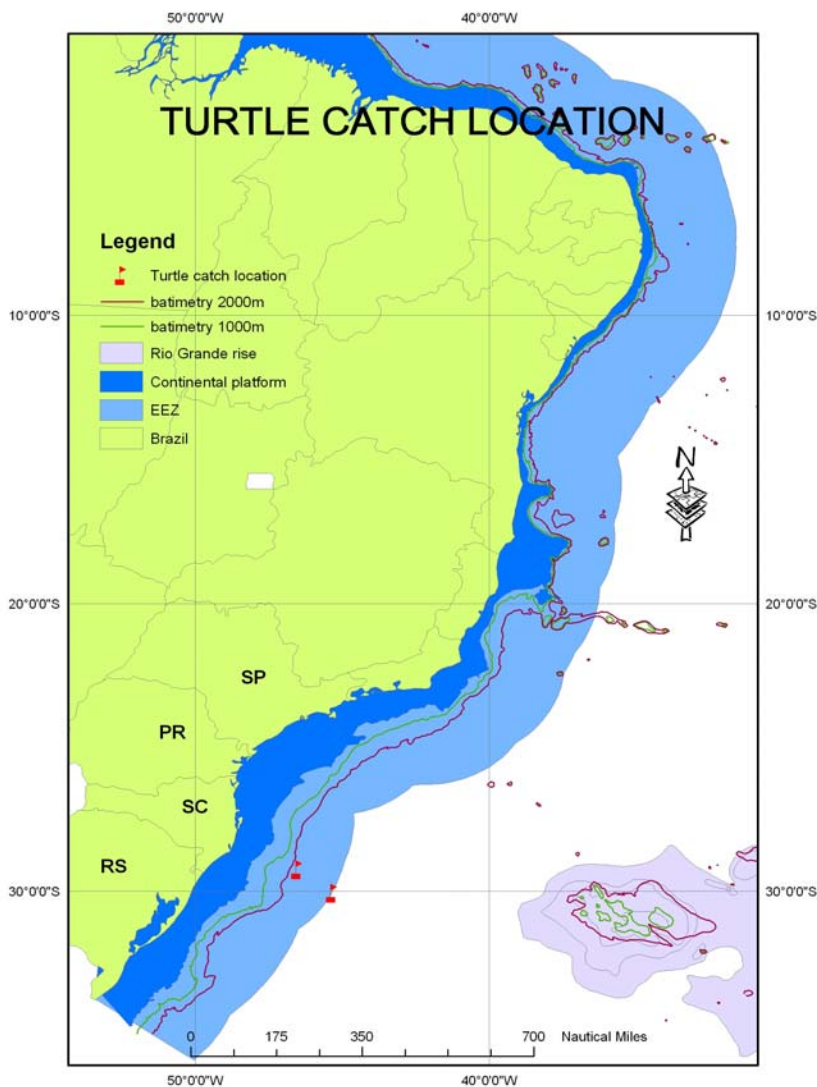 50°0'0"W 40°0'0"W
TURTLE CATCH LOCATION
Legend
Turtle catch location
batimetry 2000m
batimetry 1000m
Rio Grande rise
Continental platform
EEZ
Brazil
10°0'0"S 10°0'0"S
N
20°0'0"S 20°0'0"S
SP
PR
SC
RS
30°0'0"S 30°0'0"S
0 175 350 700 Nautical Miles
50°0'0"W 40°0'0"W